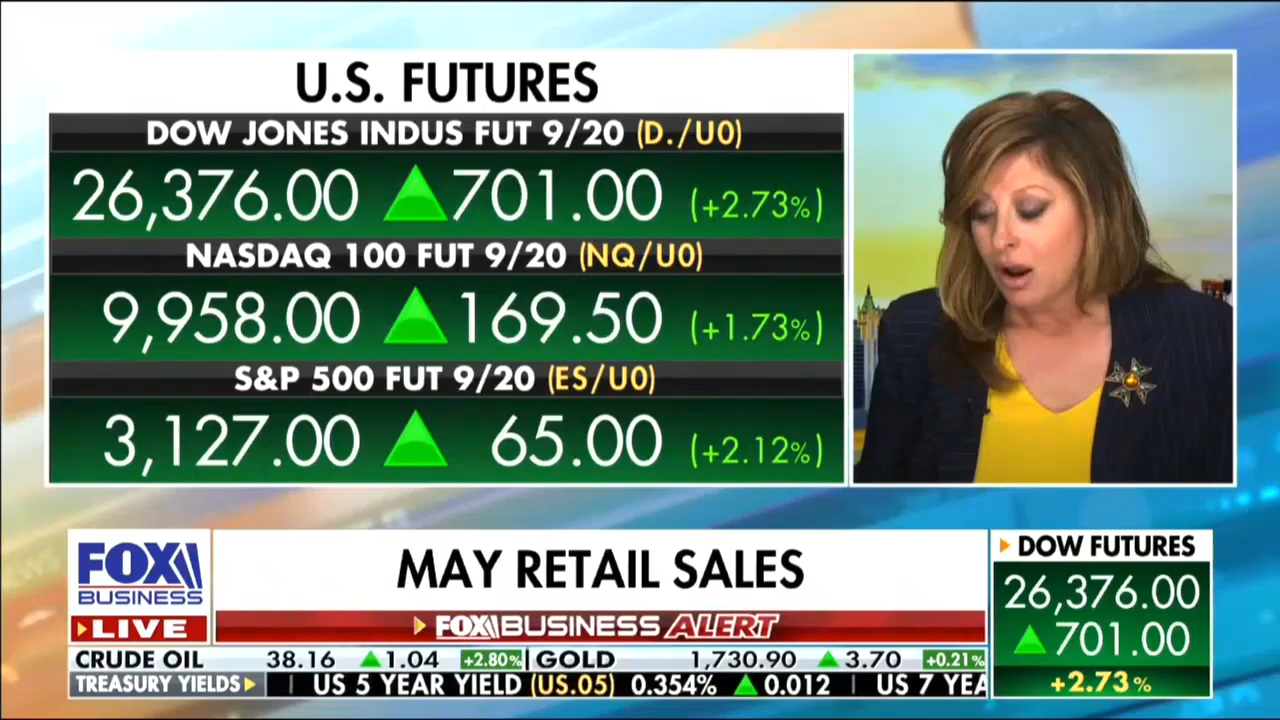 U.S. FUTURES
DOW JONES INDUS FUT 9/20 (D./U0)
26,376.00 ▲ 701.00 (+2.73%)
NASDAQ 100 FUT 9/20 (NQ/U0)
9,958.00 ▲ 169.50 (+1.73%)
S&P 500 FUT 9/20 (ES/U0)
3,127.00 ▲ 65.00 (+2.12%)
FOX BUSINESS
LIVE
MAY RETAIL SALES
FOX BUSINESS ALERT
DOW FUTURES
26,376.00
▲ 701.00
+2.73%
CRUDE OIL 38.16 ▲ 1.04 +2.80% GOLD 1,730.90 ▲ 3.70 +0.21%
TREASURY YIELDS US 5 YEAR YIELD (US.05) 0.354% ▲ 0.012 US 7 YEA